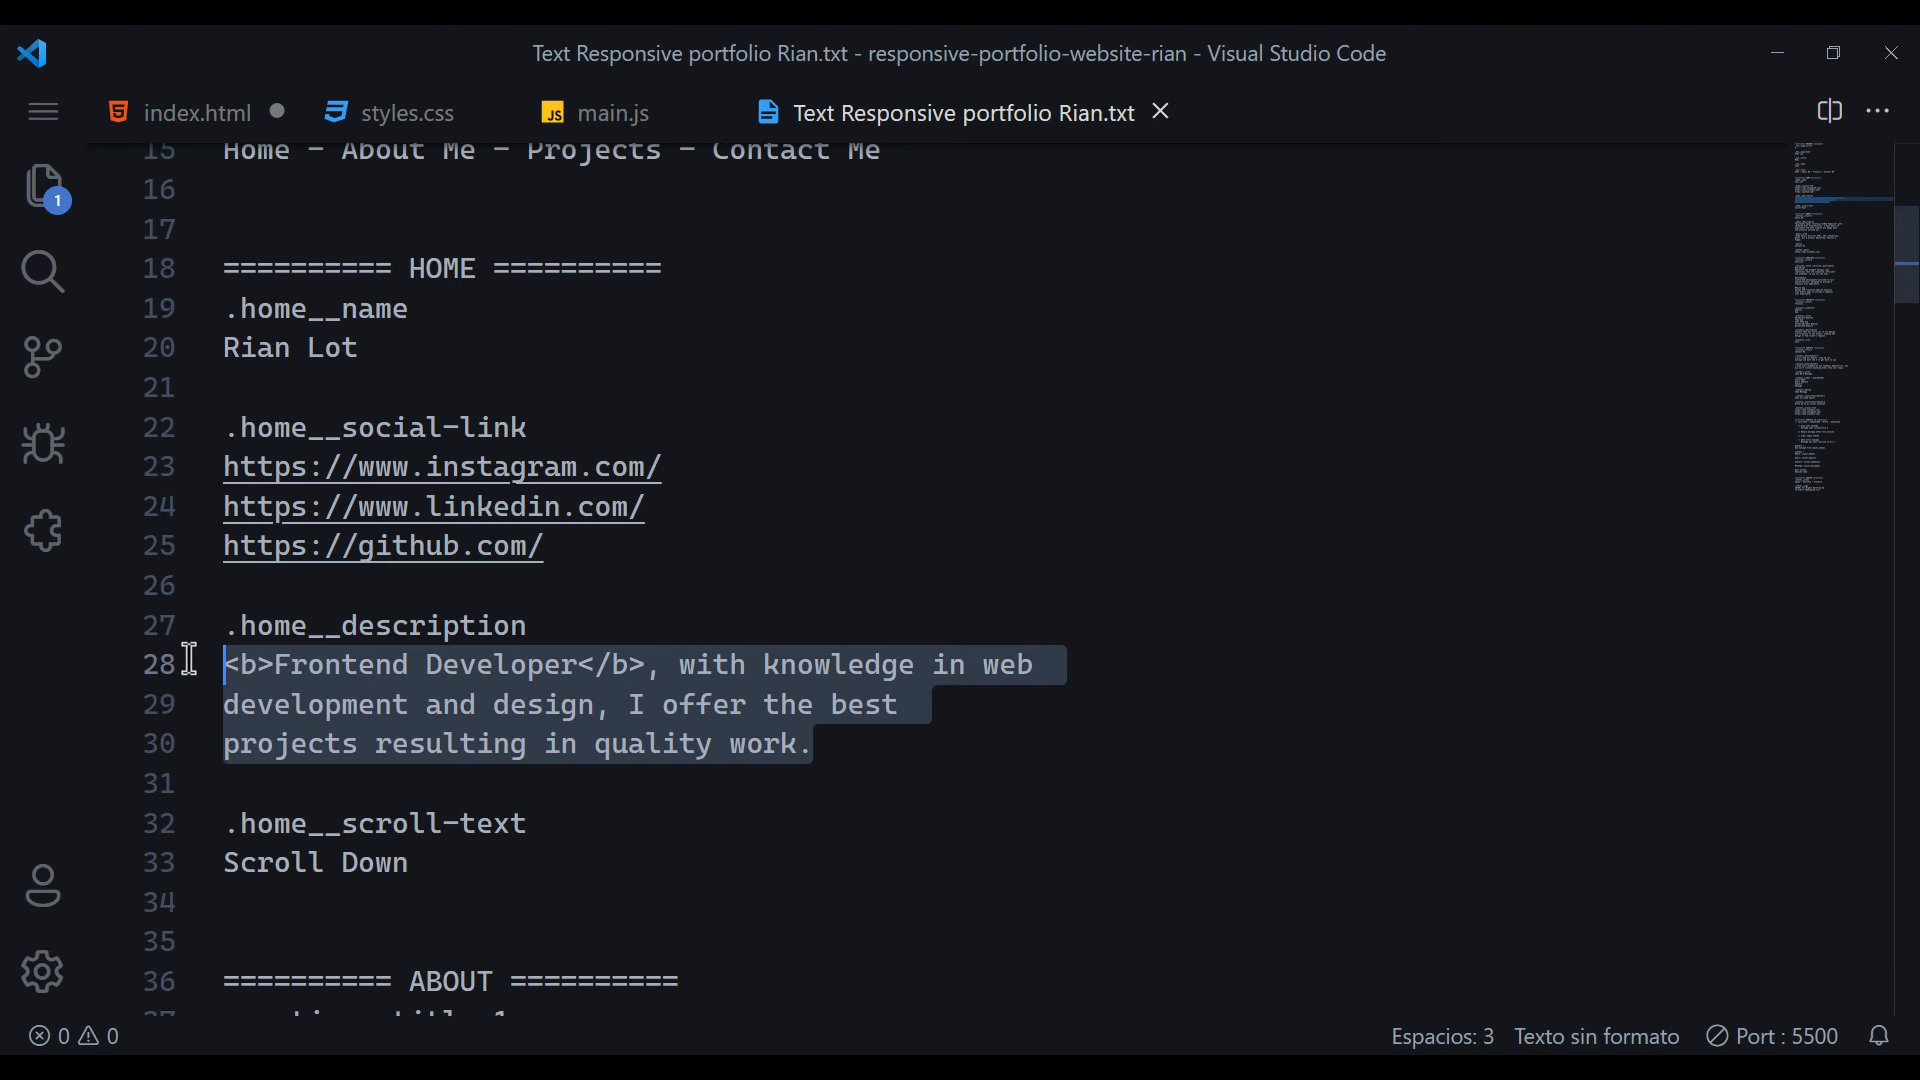 Text Responsive portfolio Rian.txt - responsive-portfolio-website-rian - Visual Studio Code
index.html styles.css JS main.js Text Responsive portfolio Rian.txt
15 Home - About Me - Projects - Contact Me
16
17
18 ========== HOME ==========
19 .home__name
20 Rian Lot
21
22 .home__social-link
23 https://www.instagram.com/
24 https://www.linkedin.com/
25 https://github.com/
26
27 .home__description
28 <b>Frontend Developer</b>, with knowledge in web
29 development and design, I offer the best
30 projects resulting in quality work.
31
32 .home__scroll-text
33 Scroll Down
34
35
36 ========== ABOUT ==========
1
0 0 Espacios: 3 Texto sin formato Port : 5500